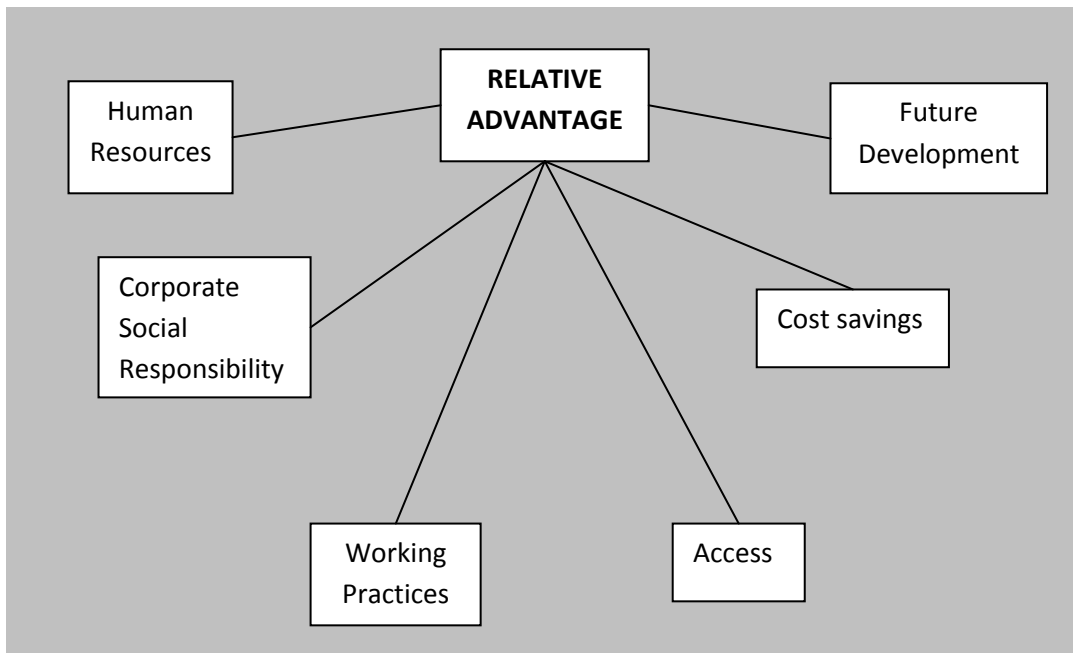 RELATIVE
ADVANTAGE
Human
Resources
Future
Development
Corporate
Social
Responsibility
Cost savings
Working
Practices
Access